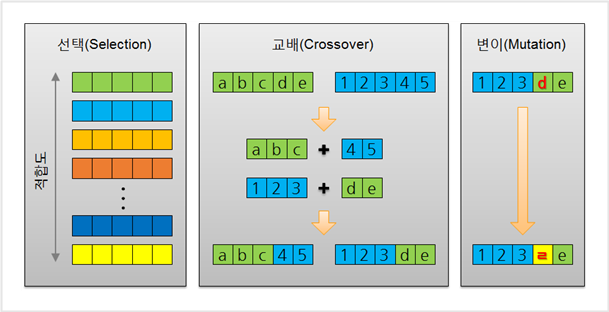 선택(Selection)
적합도
교배(Crossover)
a b c d e 1 2 3 4 5
a b c + 4 5
1 2 3 + d e
a b c 4 5 1 2 3 d e
변이(Mutation)
1 2 3 d e
1 2 3 ㄹ e